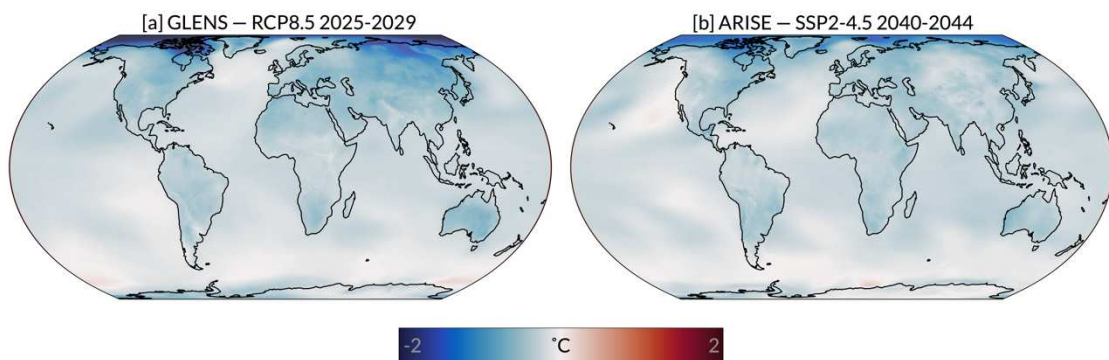 [a] GLENS — RCP8.5 2025-2029
[b] ARISE — SSP2-4.5 2040-2044
-2 °C 2